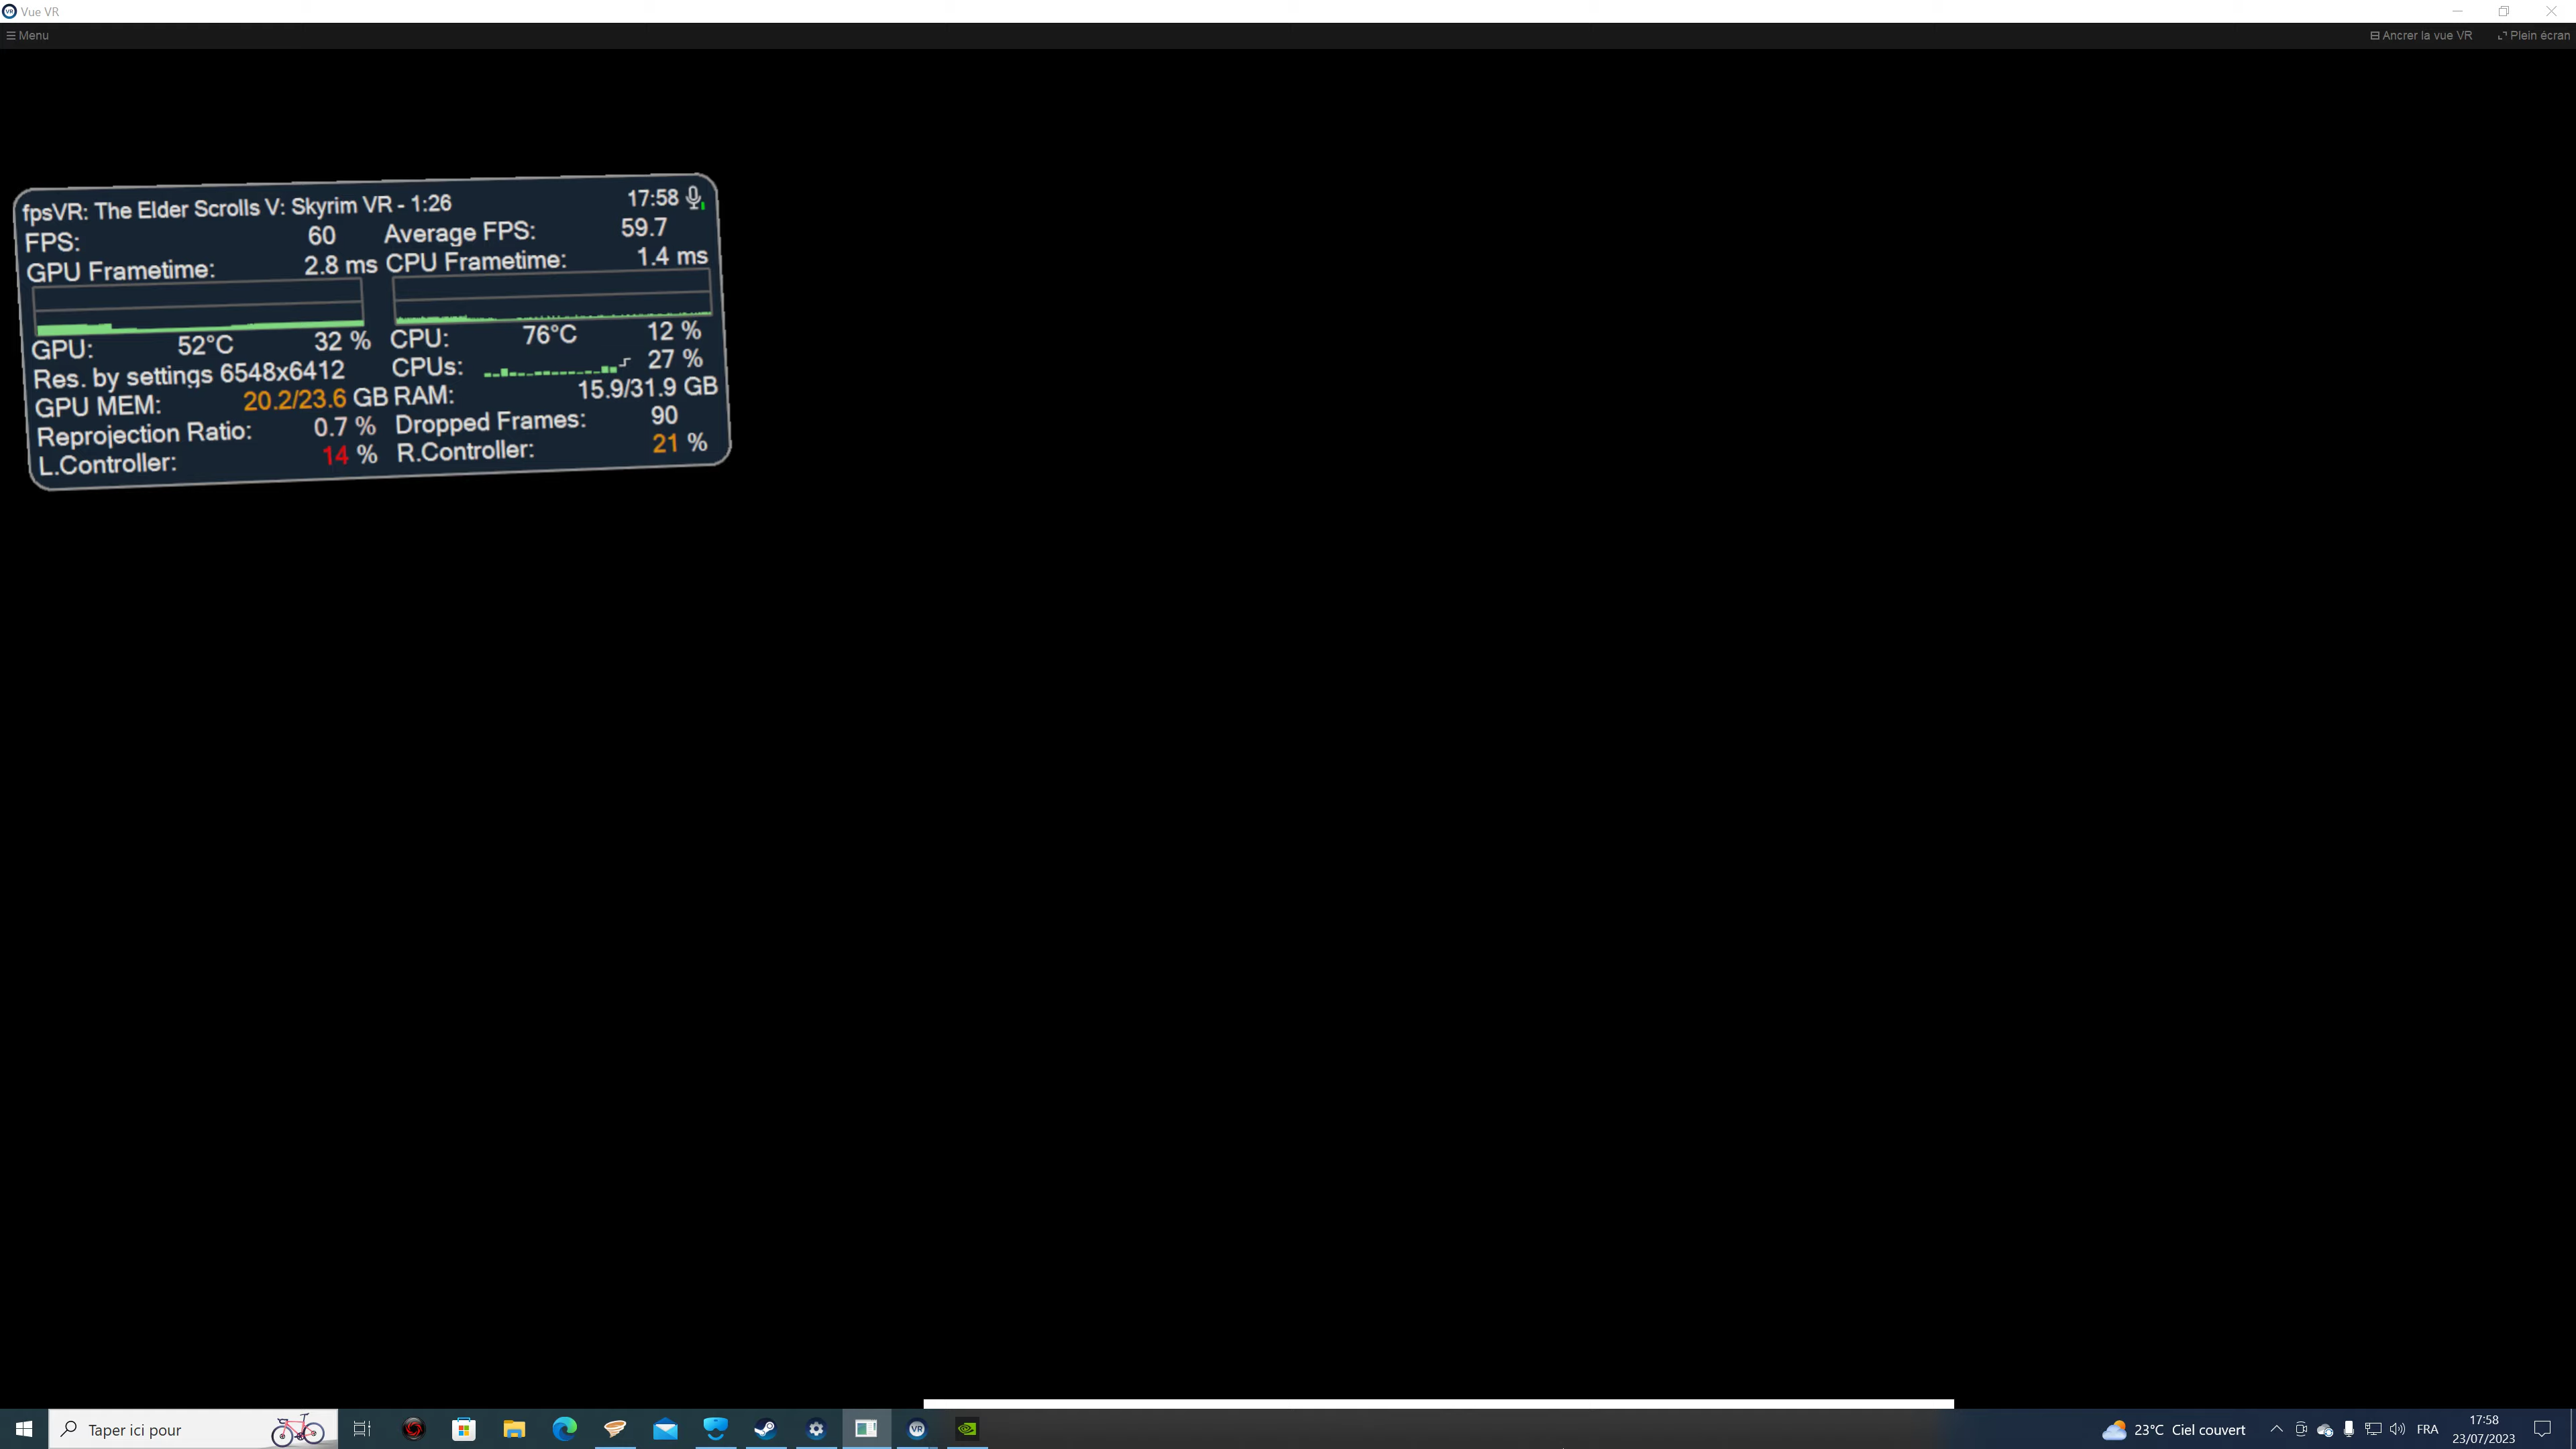 Vue VR
Menu
Ancrer la vue VR
Plein écran
fpsVR: The Elder Scrolls V: Skyrim VR - 1:26 17:58
FPS: 60 Average FPS: 59.7
GPU Frametime: 2.8 ms CPU Frametime: 1.4 ms
GPU: 52°C 32 % CPU: 76°C 12 %
Res. by settings 6548x6412 CPUs: 27 %
GPU MEM: 20.2/23.6 GB RAM: 15.9/31.9 GB
Reprojection Ratio: 0.7 % Dropped Frames: 90
L.Controller: 14 % R.Controller: 21 %
Taper ici pour
VR
23°C Ciel couvert
FRA
17:58
23/07/2023